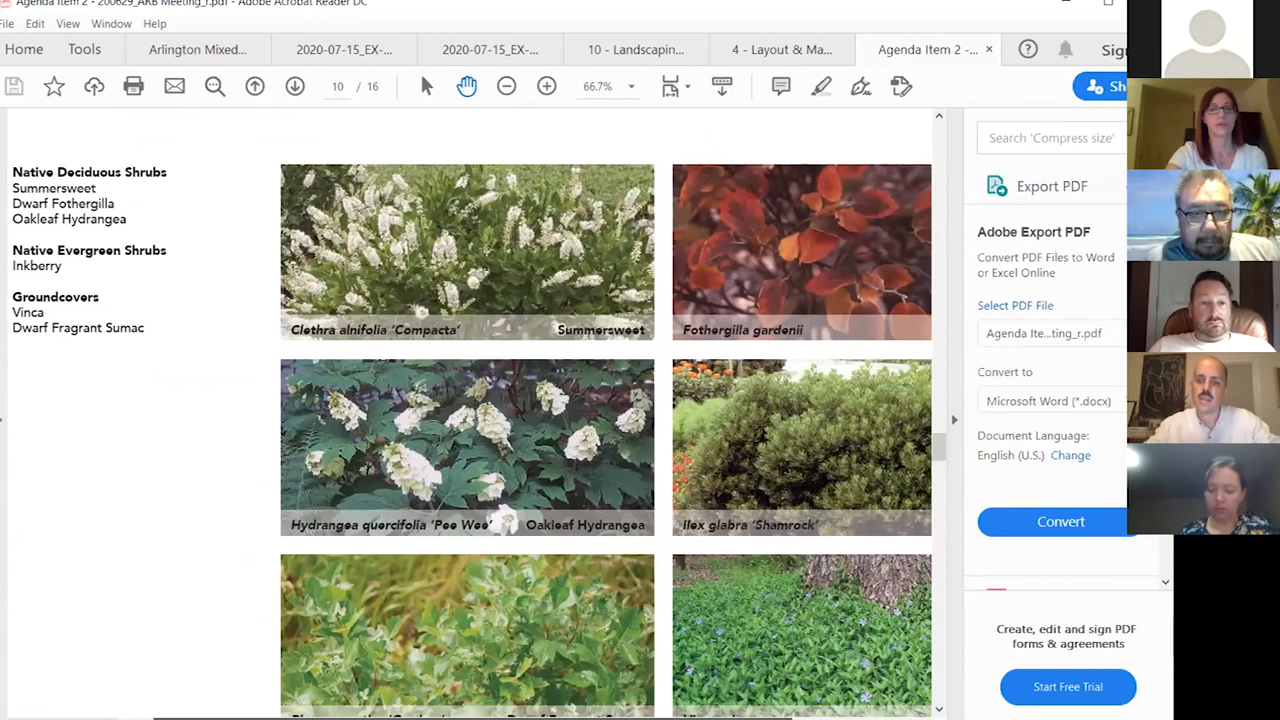 Agenda Item 2 - 200629_ARB Meeting_r.pdf - Adobe Acrobat Reader DC
File Edit View Window Help
Home Tools Arlington Mixed... 2020-07-15_EX-... 2020-07-15_EX-... 10 - Landscapin... 4 - Layout & Ma... Agenda Item 2 -... × ? Sig
10 / 16 66.7% Sh
Native Deciduous Shrubs
Summersweet
Dwarf Fothergilla
Oakleaf Hydrangea
Native Evergreen Shrubs
Inkberry
Groundcovers
Vinca
Dwarf Fragrant Sumac
Clethra alnifolia 'Compacta' Summersweet
Fothergilla gardenii
Hydrangea quercifolia 'Pee Wee' Oakleaf Hydrangea
Ilex glabra 'Shamrock'
Search 'Compress size'
Export PDF
Adobe Export PDF
Convert PDF Files to Word
or Excel Online
Select PDF File
Agenda Ite...ting_r.pdf
Convert to
Microsoft Word (*.docx)
Document Language:
English (U.S.) Change
Convert
Create, edit and sign PDF
forms & agreements
Start Free Trial